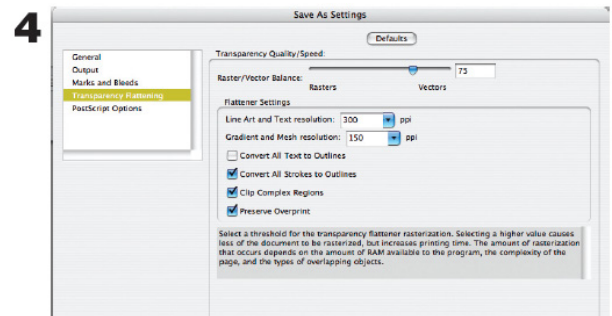 4
Save As Settings
Defaults
General
Output
Marks and Bleeds
Transparency Flattening
PostScript Options
Transparency Quality/Speed:
Raster/Vector Balance: 75
Rasters Vectors
Flattener Settings
Line Art and Text resolution: 300 ppi
Gradient and Mesh resolution: 150 ppi
Convert All Text to Outlines
Convert All Strokes to Outlines
Clip Complex Regions
Preserve Overprint
Select a threshold for the transparency flattener rasterization. Selecting a higher value causes
less of the document to be rasterized, but increases printing time. The amount of rasterization
that occurs depends on the amount of RAM available to the program, the complexity of the
page, and the types of overlapping objects.